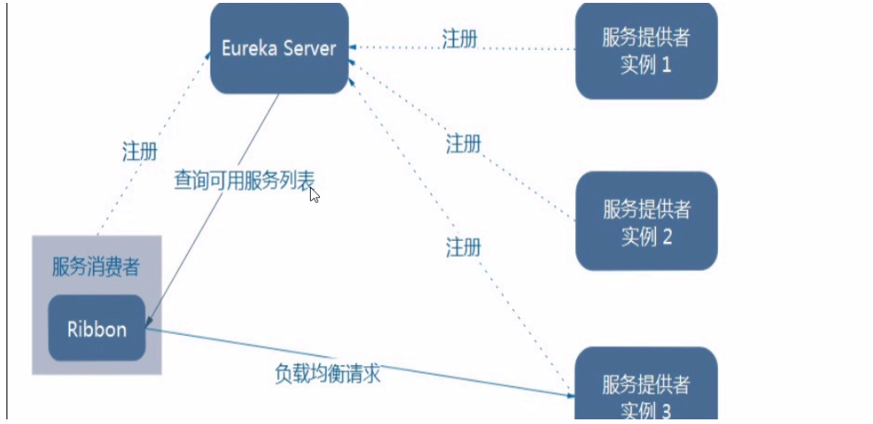 Eureka Server
注册
服务提供者
实例 1
注册
注册
查询可用服务列表
服务提供者
实例 2
注册
服务消费者
Ribbon
负载均衡请求
服务提供者
实例 3